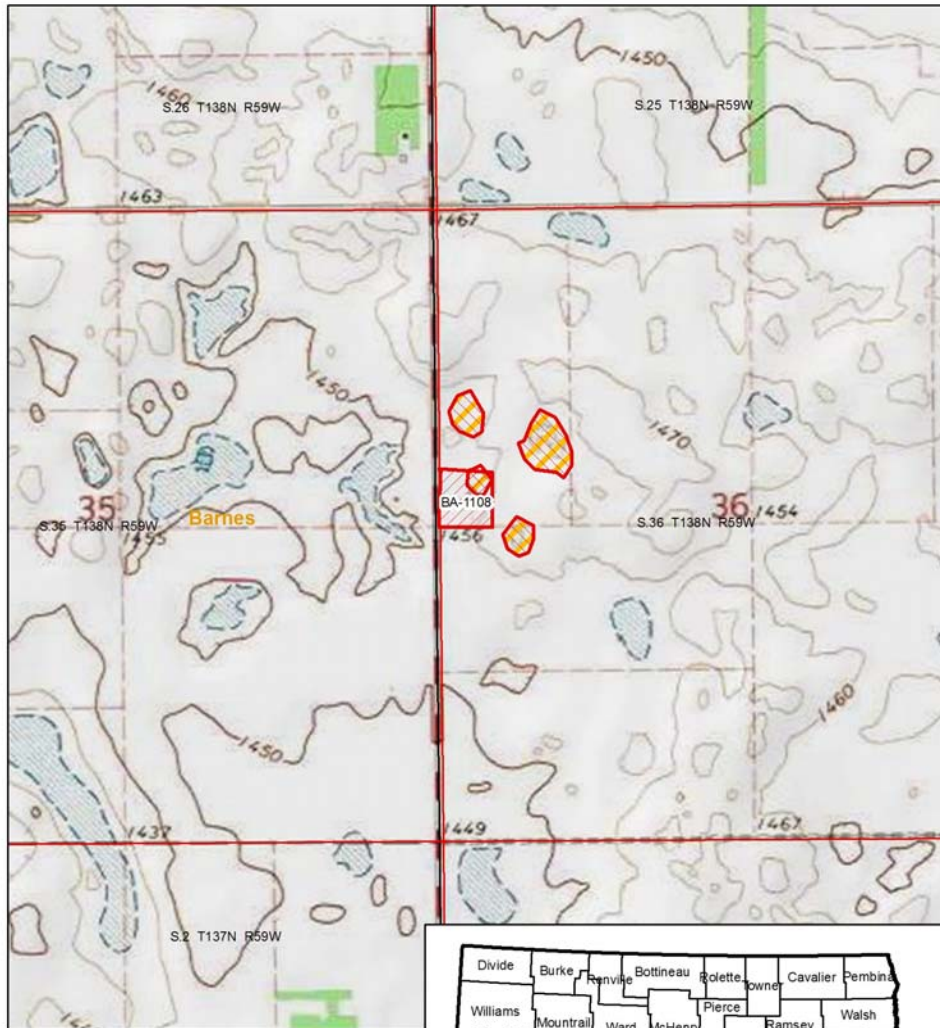 1450
1460
S.26 T138N R59W
S.25 T138N R59W
1463
1467
1450
1470
5
BA-1108
35
Barnes
36
1454
S.35 T138N R59W
S.36 T138N R59W
1455
1456
1460
1450
1437
1449
1467
S.2 T137N R59W
Divide
Burke
Renville
Bottineau
Rolette
Towner
Cavalier
Pembina
Pierce
Williams
Mountrail
Ward
McHenry
Ramsey
Walsh